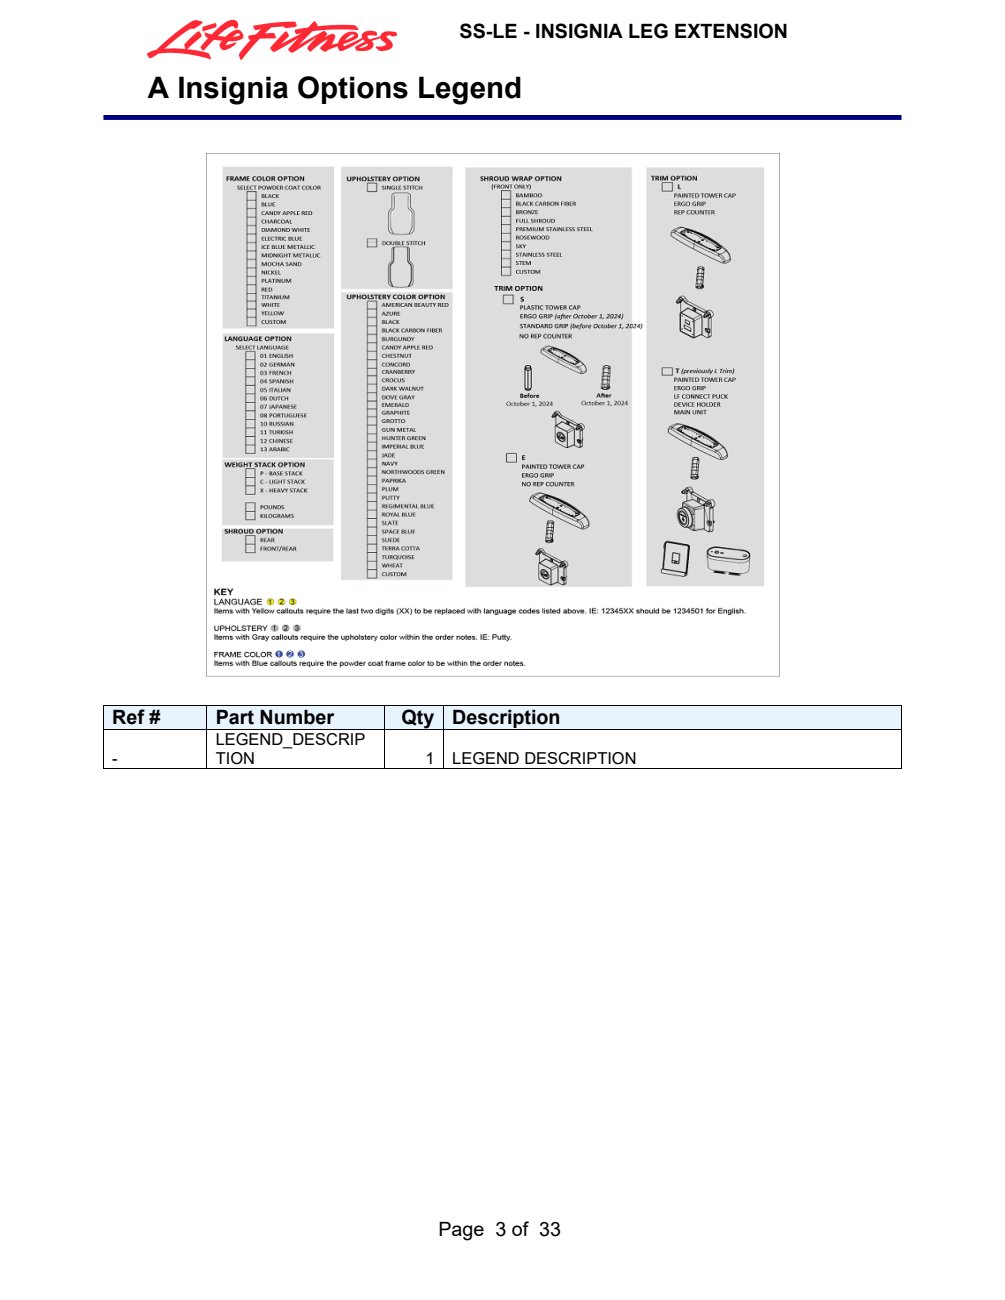 Life Fitness
SS-LE - INSIGNIA LEG EXTENSION
A Insignia Options Legend
FRAME COLOR OPTION
SELECT POWDER COAT COLOR
BLACK
BLUE
CANDY APPLE RED
CHARCOAL
DIAMOND WHITE
ELECTRIC BLUE
ICE BLUE METALLIC
MIDNIGHT METALLIC
MOCHA SAND
NICKEL
PLATINUM
RED
TITANIUM
WHITE
YELLOW
CUSTOM
LANGUAGE OPTION
SELECT LANGUAGE
01 ENGLISH
02 GERMAN
03 FRENCH
04 SPANISH
05 ITALIAN
06 DUTCH
07 JAPANESE
08 PORTUGUESE
10 RUSSIAN
11 TURKISH
12 CHINESE
13 ARABIC
WEIGHT STACK OPTION
P - BASE STACK
C - LIGHT STACK
X - HEAVY STACK
POUNDS
KILOGRAMS
SHROUD OPTION
REAR
FRONT/REAR
UPHOLSTERY OPTION
SINGLE STITCH
DOUBLE STITCH
UPHOLSTERY COLOR OPTION
AMERICAN BEAUTY RED
AZURE
BLACK
BLACK CARBON FIBER
BURGUNDY
CANDY APPLE RED
CHESTNUT
CONCORD
CRANBERRY
CROCUS
DARK WALNUT
DOVE GRAY
EMERALD
GRAPHITE
GROTTO
GUN METAL
HUNTER GREEN
IMPERIAL BLUE
JADE
NAVY
NORTHWOODS GREEN
PAPRIKA
PLUM
PUTTY
REGIMENTAL BLUE
ROYAL BLUE
SLATE
SPACE BLUE
SUEDE
TERRA COTTA
TURQUOISE
WHEAT
CUSTOM
SHROUD WRAP OPTION
(FRONT ONLY)
BAMBOO
BLACK CARBON FIBER
BRONZE
FULL SHROUD
PREMIUM STAINLESS STEEL
ROSEWOOD
SKY
STAINLESS STEEL
STEM
CUSTOM
TRIM OPTION
S
PLASTIC TOWER CAP
ERGO GRIP (after October 1, 2024)
STANDARD GRIP (before October 1, 2024)
NO REP COUNTER
Before
October 1, 2024
After
October 1, 2024
E
PAINTED TOWER CAP
ERGO GRIP
NO REP COUNTER
TRIM OPTION
L
PAINTED TOWER CAP
ERGO GRIP
REP COUNTER
T (previously L Trim)
PAINTED TOWER CAP
ERGO GRIP
LF CONNECT PUCK
DEVICE HOLDER
MAIN UNIT
KEY
LANGUAGE 1 2 3
Items with Yellow callouts require the last two digits (XX) to be replaced with language codes listed above. IE: 12345XX should be 1234501 for English.
UPHOLSTERY 1 2 3
Items with Gray callouts require the upholstery color within the order notes. IE: Putty.
FRAME COLOR 1 2 3
Items with Blue callouts require the powder coat frame color to be within the order notes.
Ref # Part Number Qty Description
LEGEND_DESCRIP
- TION 1 LEGEND DESCRIPTION
Page 3 of 33